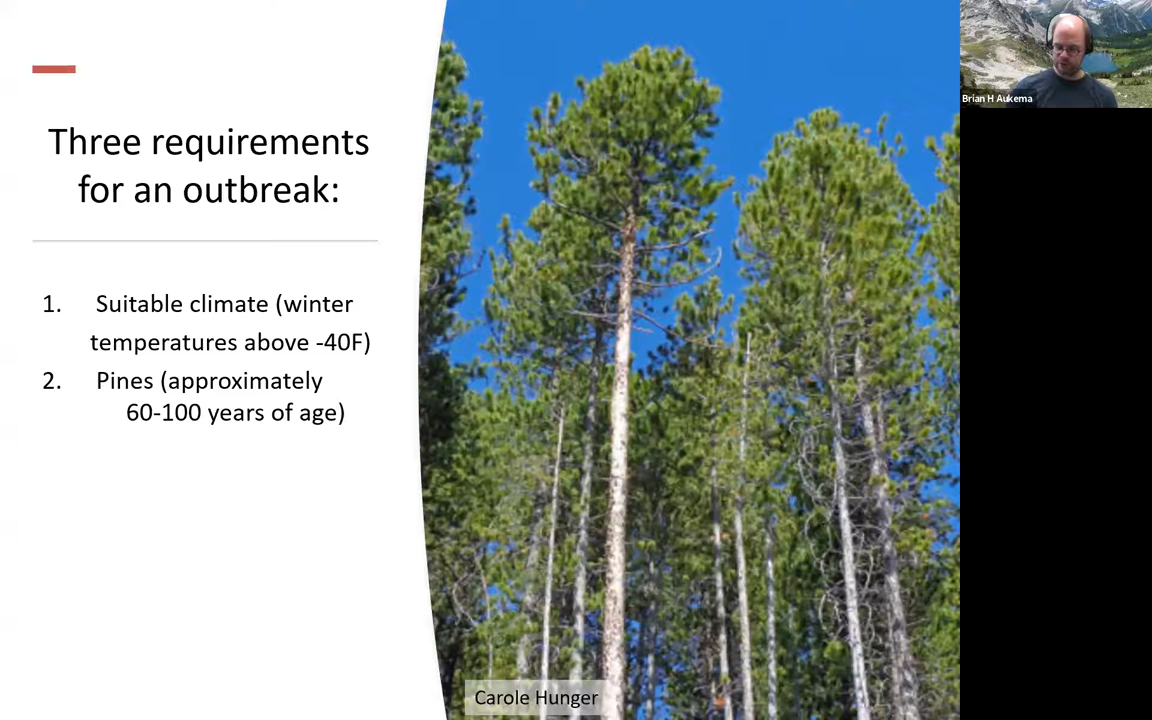 Three requirements
for an outbreak:
1. Suitable climate (winter
temperatures above -40F)
2. Pines (approximately
60-100 years of age)
Carole Hunger
Brian H Aukema